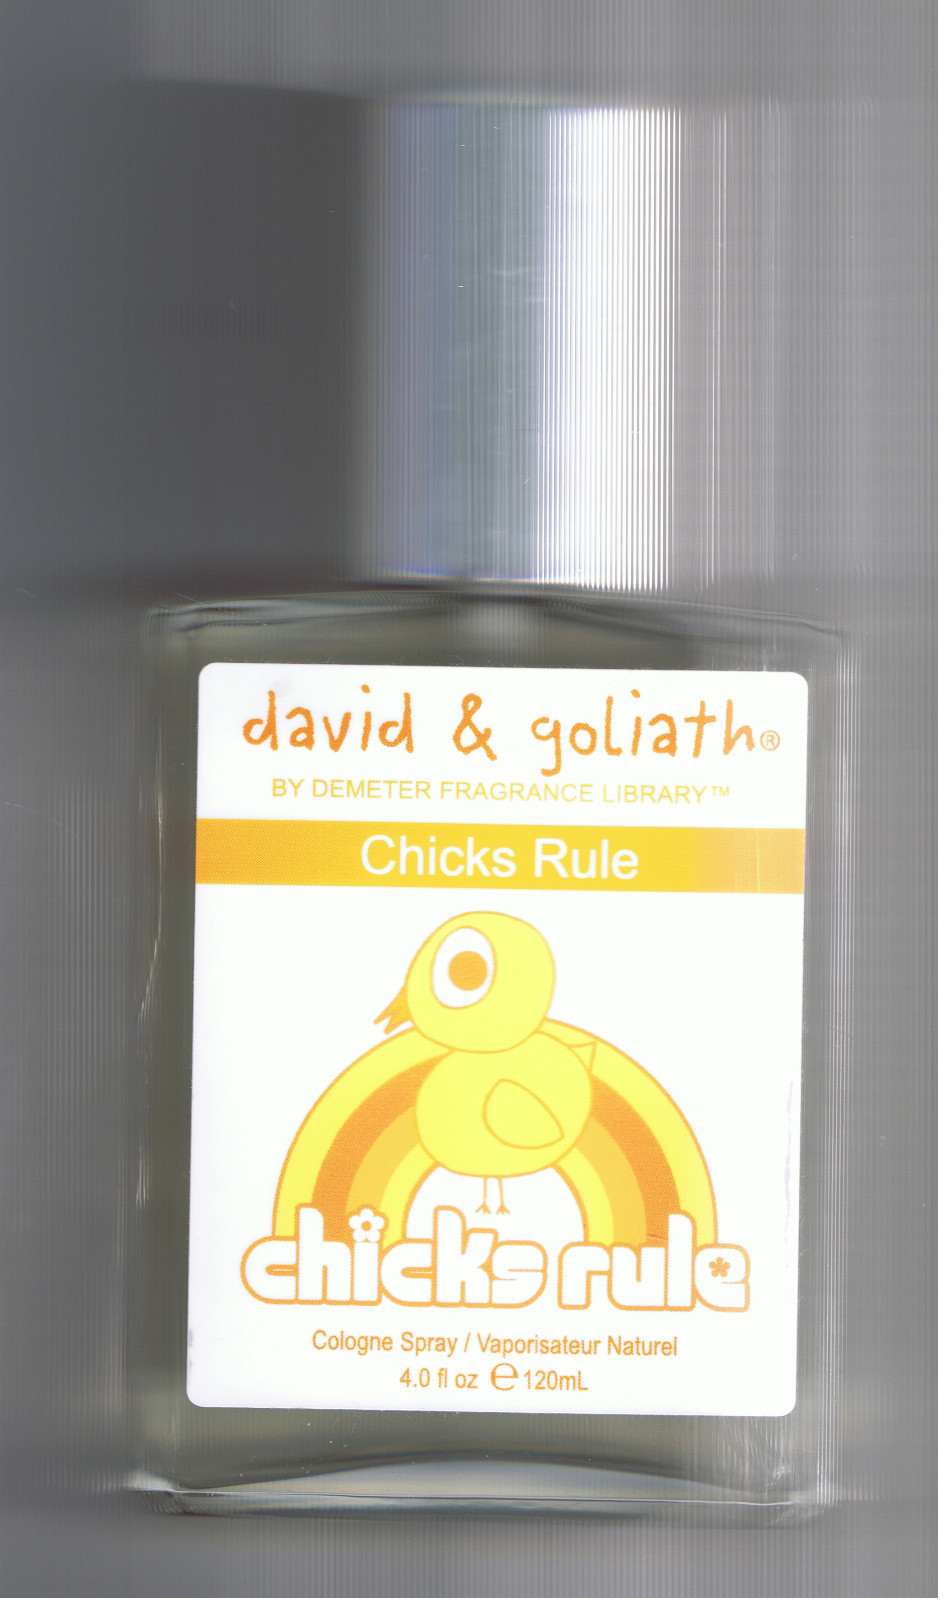 david & goliath®
BY DEMETER FRAGRANCE LIBRARY™
Chicks Rule
chicks rule
Cologne Spray / Vaporisateur Naturel
4.0 fl oz ℮ 120mL